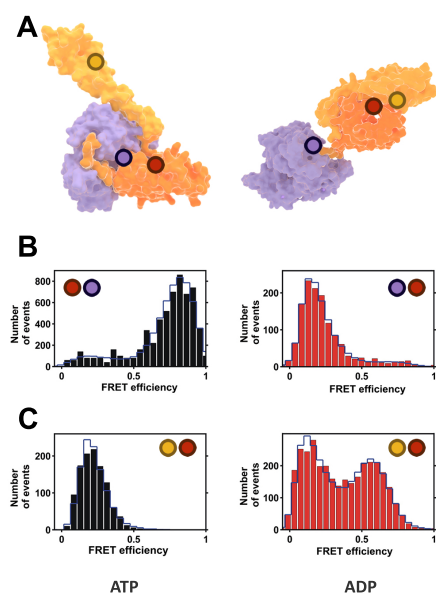 A
B
Number
of events
800
600
400
200
0
0
0.5
1
FRET efficiency
Number
of events
200
100
0
0
0.5
1
FRET efficiency
C
Number
of events
200
100
0
0
0.5
1
FRET efficiency
Number
of events
200
100
0
0
0.5
1
FRET efficiency
ATP
ADP